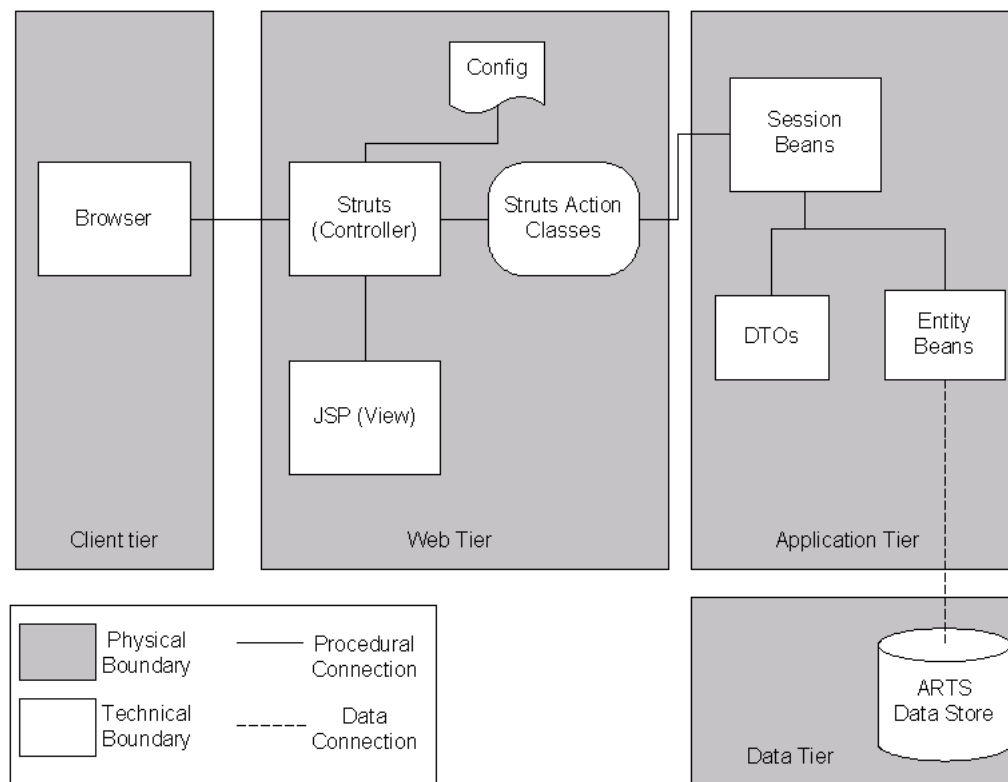 Config
Browser
Struts
(Controller)
Struts Action
Classes
Session
Beans
DTOs
Entity
Beans
JSP (View)
Client tier
Web Tier
Application Tier
Physical
Boundary
Procedural
Connection
Technical
Boundary
Data
Connection
ARTS
Data Store
Data Tier